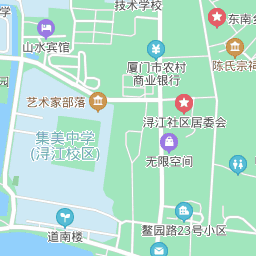 技术学校
东南乡
山水宾馆
厦门市农村
商业银行
陈氏宗祠
艺术家部落
浔江社区居委会
集美中学
(浔江校区)
无限空间
鳌园路23号小区
道南楼